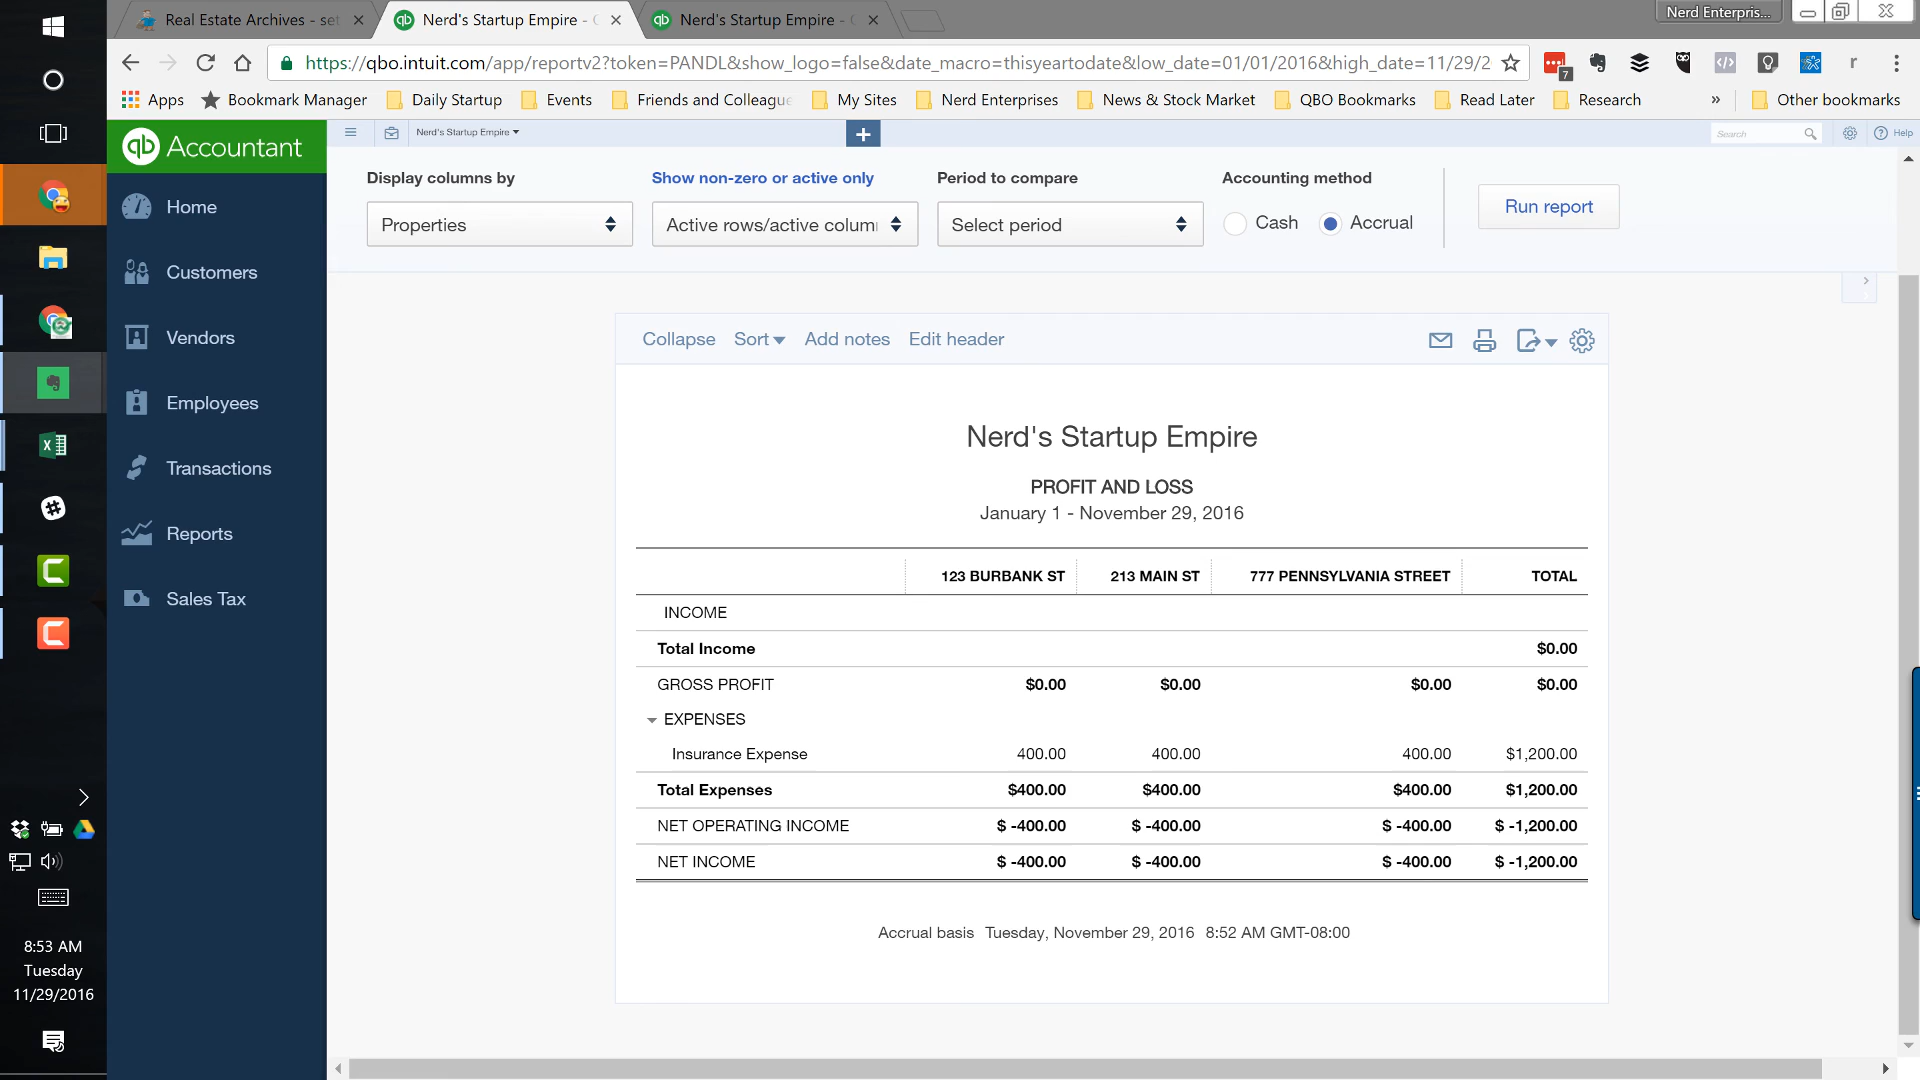 Real Estate Archives - set
Nerd's Startup Empire - C
Nerd's Startup Empire - C
Nerd Enterpris...
https://qbo.intuit.com/app/reportv2?token=PANDL&show_logo=false&date_macro=thisyeartodate&low_date=01/01/2016&high_date=11/29/2
7
r
Apps
Bookmark Manager
Daily Startup
Events
Friends and Colleague
My Sites
Nerd Enterprises
News & Stock Market
QBO Bookmarks
Read Later
Research
»
Other bookmarks
qb Accountant
Nerd's Startup Empire
+
Search
? Help
Home
Customers
Vendors
Employees
Transactions
Reports
Sales Tax
Display columns by
Show non-zero or active only
Period to compare
Accounting method
Properties
Active rows/active colum
Select period
Cash
Accrual
Run report
Collapse
Sort
Add notes
Edit header
Nerd's Startup Empire
PROFIT AND LOSS
January 1 - November 29, 2016
123 BURBANK ST 213 MAIN ST 777 PENNSYLVANIA STREET TOTAL
INCOME
Total Income $0.00
GROSS PROFIT $0.00 $0.00 $0.00 $0.00
EXPENSES
Insurance Expense 400.00 400.00 400.00 $1,200.00
Total Expenses $400.00 $400.00 $400.00 $1,200.00
NET OPERATING INCOME $ -400.00 $ -400.00 $ -400.00 $ -1,200.00
NET INCOME $ -400.00 $ -400.00 $ -400.00 $ -1,200.00
Accrual basis Tuesday, November 29, 2016 8:52 AM GMT-08:00
8:53 AM
Tuesday
11/29/2016